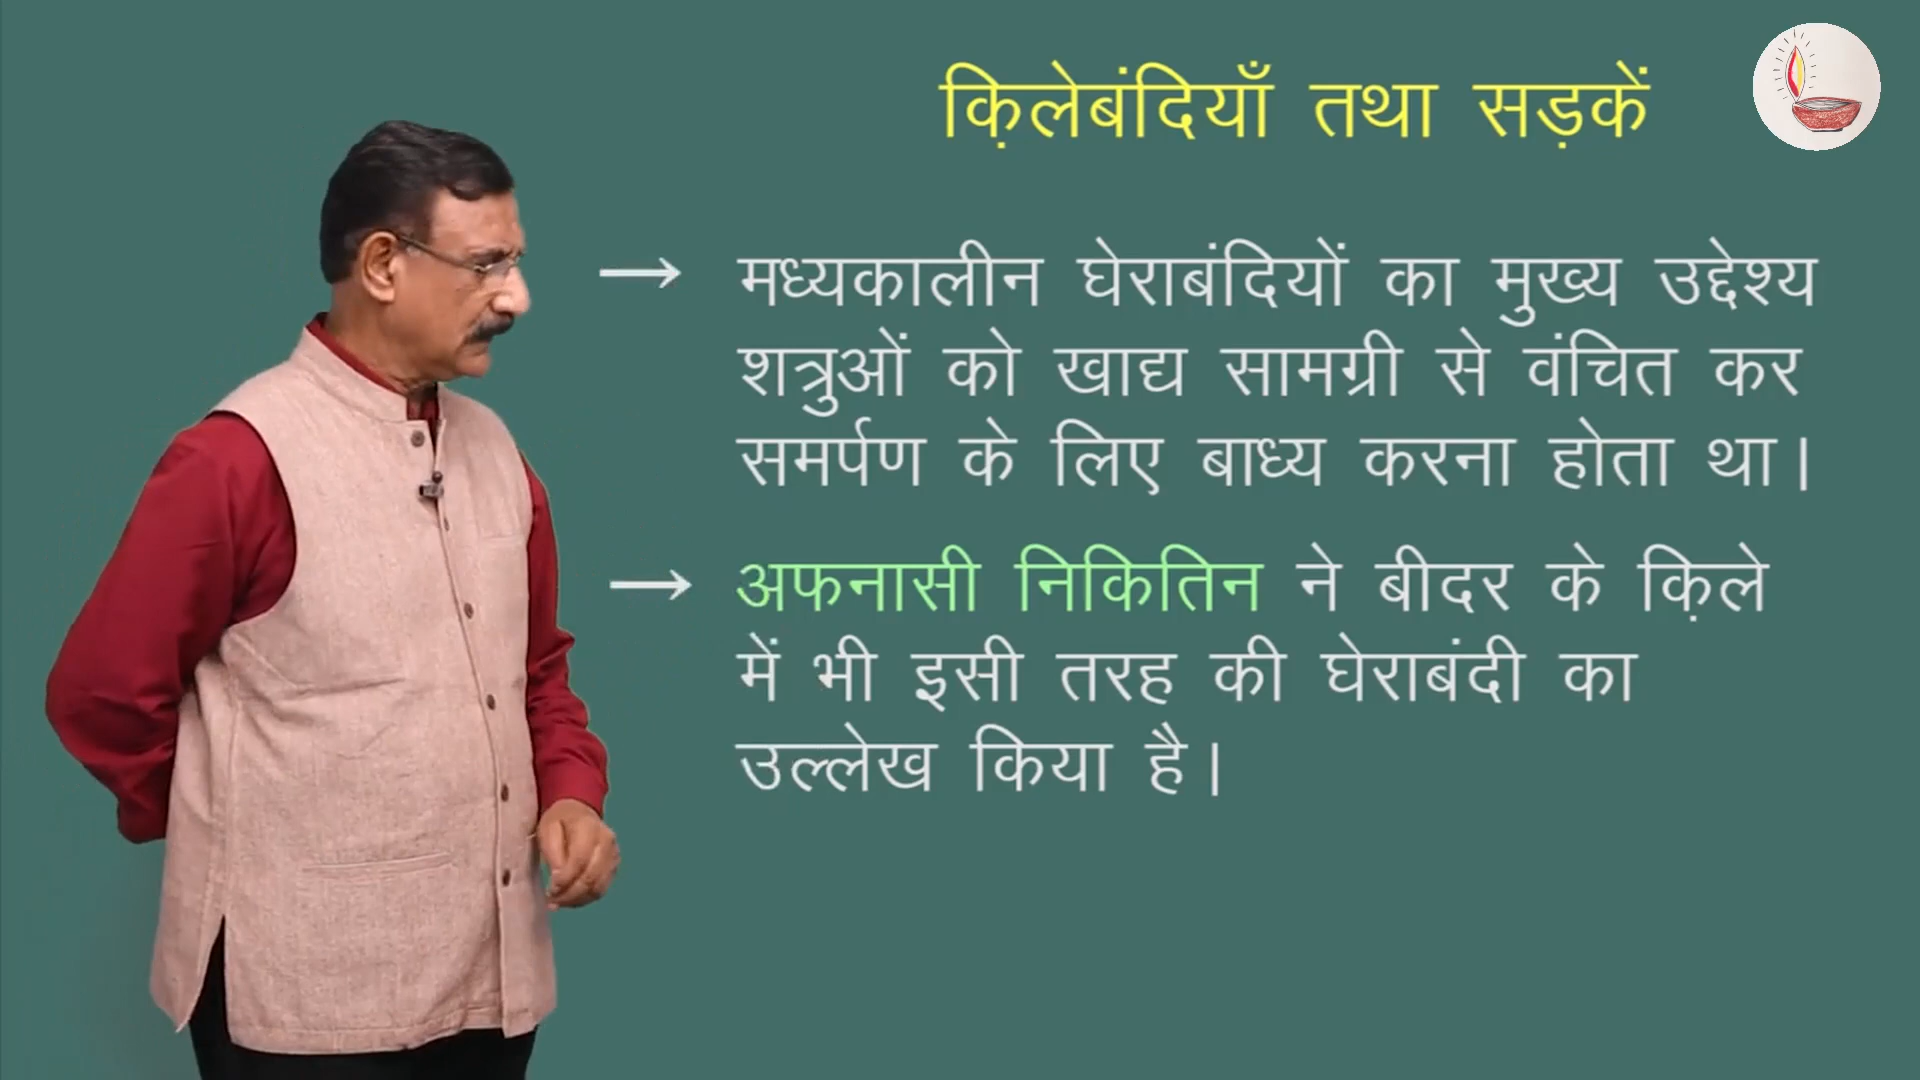 क़िलेबंदियाँ तथा सड़कें
→ मध्यकालीन घेराबंदियों का मुख्य उद्देश्य
शत्रुओं को खाद्य सामग्री से वंचित कर
समर्पण के लिए बाध्य करना होता था।
→ अफनासी निकितिन ने बीदर के क़िले
में भी इसी तरह की घेराबंदी का
उल्लेख किया है।